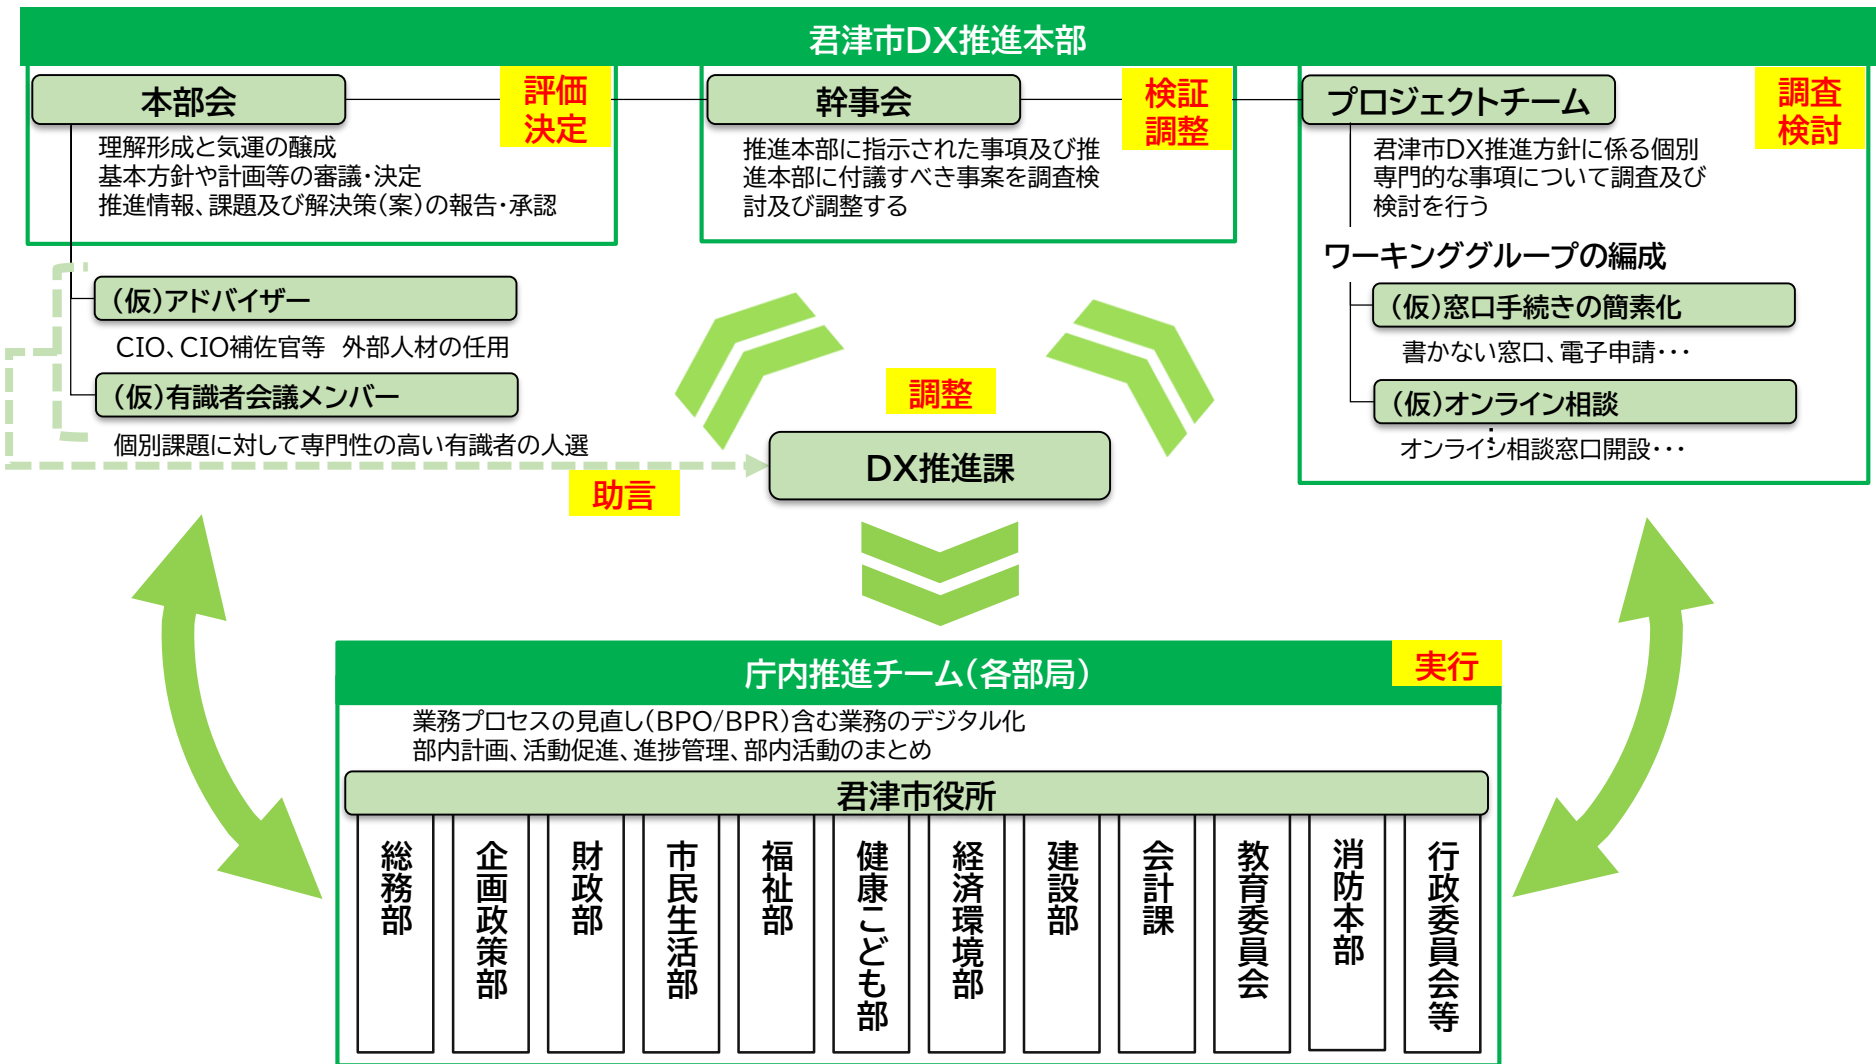 君津市DX推進本部
本部会
評価
決定
理解形成と気運の醸成
基本方針や計画等の審議・決定
推進情報、課題及び解決策(案)の報告・承認
(仮)アドバイザー
CIO、CIO補佐官等　外部人材の任用
(仮)有識者会議メンバー
個別課題に対して専門性の高い有識者の人選
幹事会
検証
調整
推進本部に指示された事項及び推
進本部に付議すべき事案を調査検
討及び調整する
プロジェクトチーム
調査
検討
君津市DX推進方針に係る個別
専門的な事項について調査及び
検討を行う
ワーキンググループの編成
(仮)窓口手続きの簡素化
書かない窓口、電子申請・・・
(仮)オンライン相談
オンライン相談窓口開設・・・
調整
DX推進課
助言
庁内推進チーム(各部局)
実行
業務プロセスの見直し(BPO/BPR)含む業務のデジタル化
部内計画、活動促進、進捗管理、部内活動のまとめ
君津市役所
総務部
企画政策部
財政部
市民生活部
福祉部
健康こども部
経済環境部
建設部
会計課
教育委員会
消防本部
行政委員会等